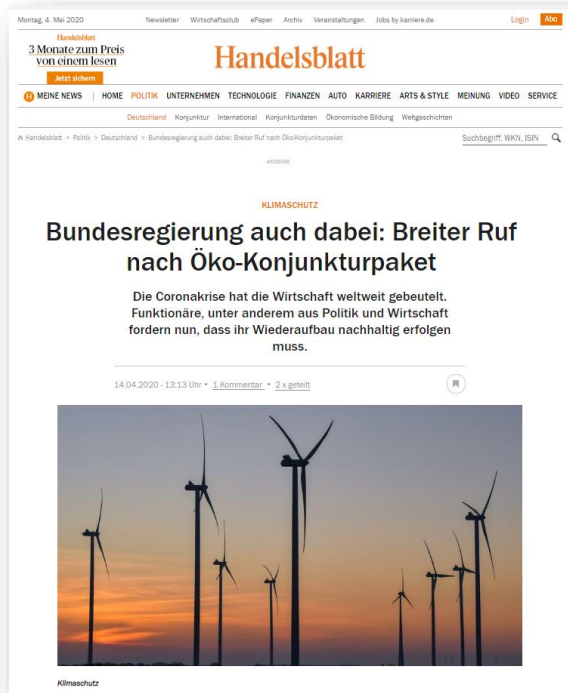 Montag, 4. Mai 2020 Newsletter Wirtschaftsclub ePaper Archiv Veranstaltungen Jobs by karriere.de Login Abo
Handelsblatt
3 Monate zum Preis
von einem lesen
Jetzt sichern
Handelsblatt
MEINE NEWS | HOME POLITIK UNTERNEHMEN TECHNOLOGIE FINANZEN AUTO KARRIERE ARTS & STYLE MEINUNG VIDEO SERVICE
Deutschland Konjunktur International Konjunkturdaten Ökonomische Bildung Weltgeschichten
Handelsblatt > Politik > Deutschland > Bundesregierung auch dabei: Breiter Ruf nach Öko-Konjunkturpaket Suchbegriff, WKN, ISIN
ANZEIGE
KLIMASCHUTZ
Bundesregierung auch dabei: Breiter Ruf
nach Öko-Konjunkturpaket
Die Coronakrise hat die Wirtschaft weltweit gebeutelt.
Funktionäre, unter anderem aus Politik und Wirtschaft
fordern nun, dass ihr Wiederaufbau nachhaltig erfolgen
muss.
14.04.2020 - 13:13 Uhr • 1 Kommentar • 2 x geteilt
Klimaschutz